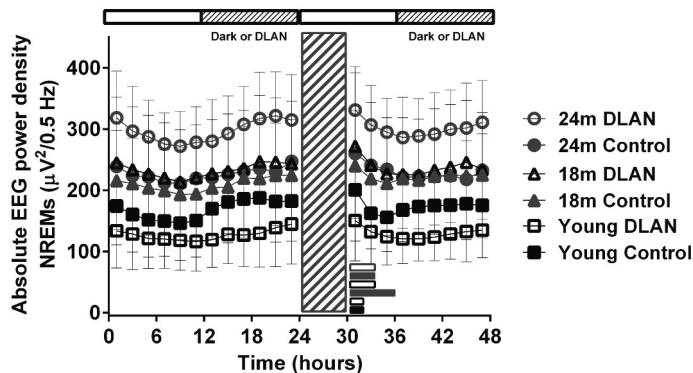 Dark or DLAN Dark or DLAN
Absolute EEG power density
NREMs (µV²/0.5 Hz)
400
300
200
100
0
24m DLAN
24m Control
18m DLAN
18m Control
Young DLAN
Young Control
0 6 12 18 24 30 36 42 48
Time (hours)